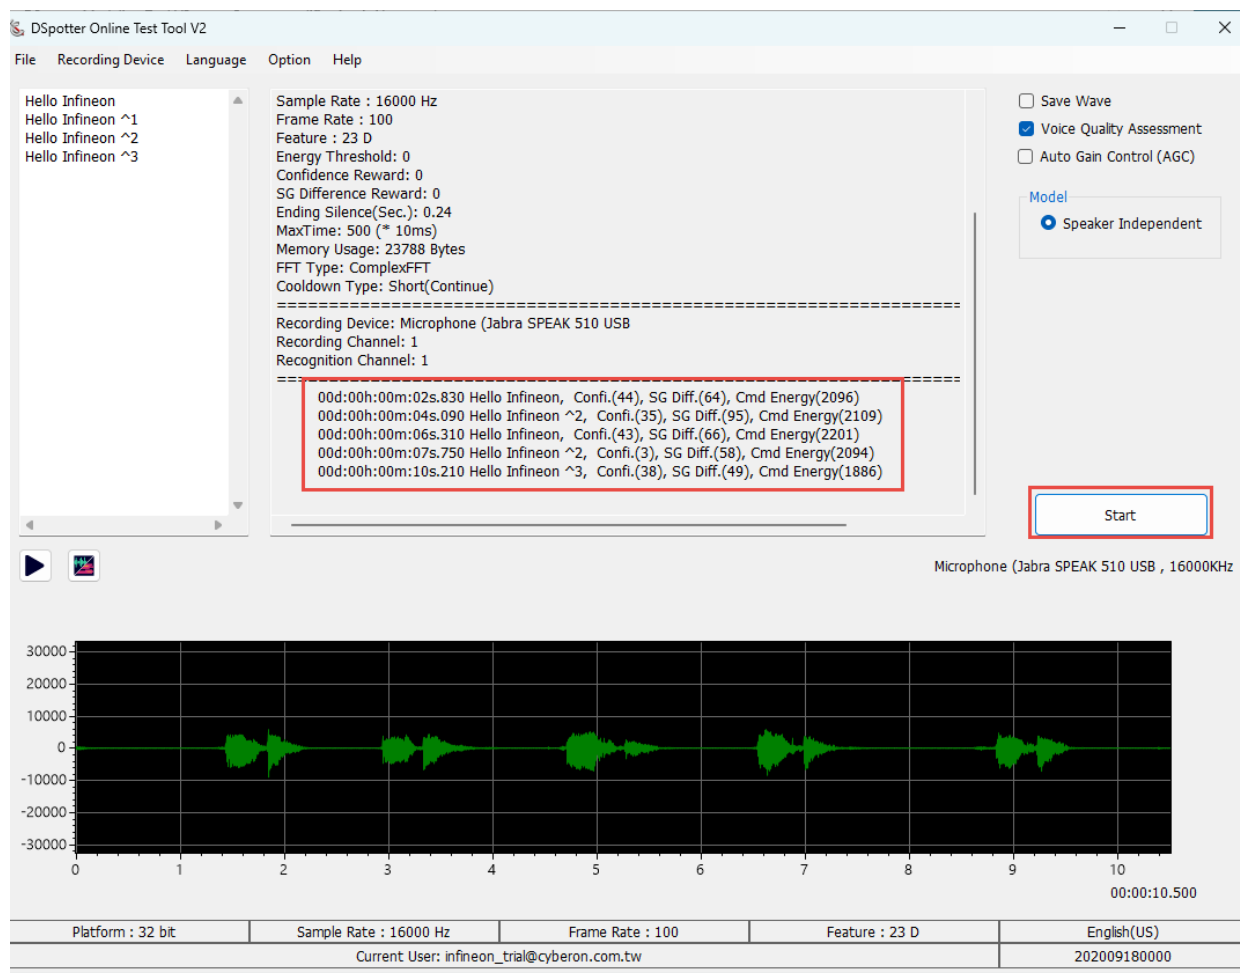 DSpotter Online Test Tool V2
File Recording Device Language Option Help
Hello Infineon
Hello Infineon ^1
Hello Infineon ^2
Hello Infineon ^3
Sample Rate : 16000 Hz
Frame Rate : 100
Feature : 23 D
Energy Threshold: 0
Confidence Reward: 0
SG Difference Reward: 0
Ending Silence(Sec.): 0.24
MaxTime: 500 (* 10ms)
Memory Usage: 23788 Bytes
FFT Type: ComplexFFT
Cooldown Type: Short(Continue)
Recording Device: Microphone (Jabra SPEAK 510 USB
Recording Channel: 1
Recognition Channel: 1
00d:00h:00m:02s.830 Hello Infineon, Confi.(44), SG Diff.(64), Cmd Energy(2096)
00d:00h:00m:04s.090 Hello Infineon ^2, Confi.(35), SG Diff.(95), Cmd Energy(2109)
00d:00h:00m:06s.310 Hello Infineon, Confi.(43), SG Diff.(66), Cmd Energy(2201)
00d:00h:00m:07s.750 Hello Infineon ^2, Confi.(3), SG Diff.(58), Cmd Energy(2094)
00d:00h:00m:10s.210 Hello Infineon ^3, Confi.(38), SG Diff.(49), Cmd Energy(1886)
Save Wave
Voice Quality Assessment
Auto Gain Control (AGC)
Model
Speaker Independent
Start
Microphone (Jabra SPEAK 510 USB , 16000KHz
30000
20000
10000
0
-10000
-20000
-30000
0 1 2 3 4 5 6 7 8 9 10
00:00:10.500
Platform : 32 bit Sample Rate : 16000 Hz Frame Rate : 100 Feature : 23 D English(US)
Current User: infineon_trial@cyberon.com.tw 202009180000